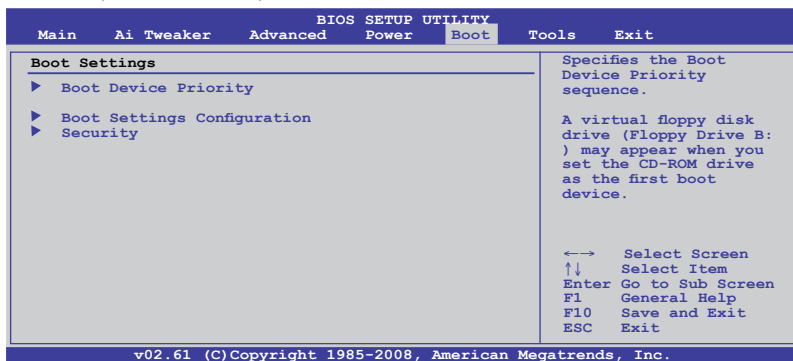 BIOS SETUP UTILITY
Main Ai Tweaker Advanced Power Boot Tools Exit
Boot Settings
Boot Device Priority
Boot Settings Configuration
Security
Specifies the Boot
Device Priority
sequence.
A virtual floppy disk
drive (Floppy Drive B:
) may appear when you
set the CD-ROM drive
as the first boot
device.
←→ Select Screen
↑↓ Select Item
Enter Go to Sub Screen
F1 General Help
F10 Save and Exit
ESC Exit
v02.61 (C)Copyright 1985-2008, American Megatrends, Inc.